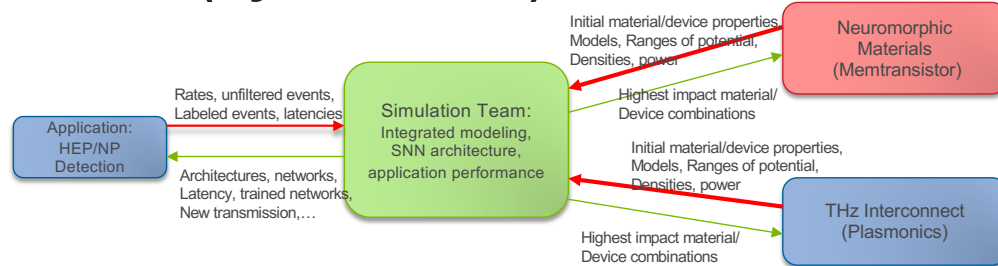 Initial material/device properties
Models, Ranges of potential,
Densities, power
Neuromorphic
Materials
(Memtransistor)
Rates, unfiltered events,
Labeled events, latencies
Simulation Team:
Integrated modeling,
SNN architecture,
application performance
Highest impact material/
Device combinations
Application:
HEP/NP
Detection
Architectures, networks,
Latency, trained networks,
New transmission,…
Initial material/device properties,
Models, Ranges of potential,
Densities, power
THz Interconnect
(Plasmonics)
Highest impact material/
Device combinations